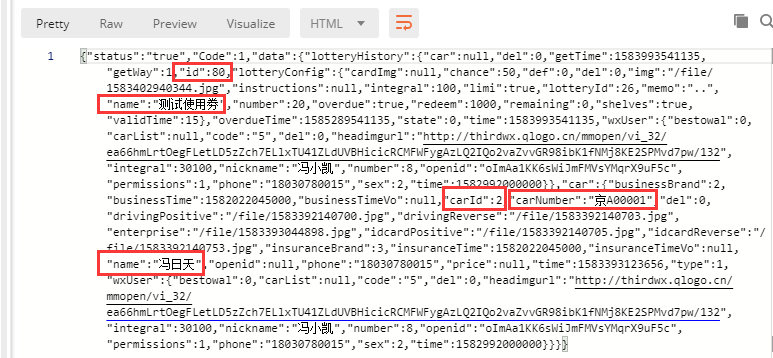 Pretty Raw Preview Visualize HTML
1 {"status":"true","Code":1,"data":{"lotteryHistory":{"car":null,"del":0,"getTime":1583993541135,
"getWay":1,"id":80,"lotteryConfig":{"cardImg":null,"chance":50,"def":0,"del":0,"img":"/file/
1583402940344.jpg","instructions":null,"integral":100,"limi":true,"lotteryId":26,"memo":"..",
"name":"测试使用券","number":20,"overdue":true,"redeem":1000,"remaining":0,"shelves":true,
"validTime":15},"overdueTime":1585289541135,"state":0,"time":1583993541135,"wxUser":{"bestowal":0,
"carList":null,"code":"5","del":0,"headimgurl":"http://thirdwx.qlogo.cn/mmopen/vi_32/
ea66hmLrtOegFLetLD5zZch7ELlxTU41ZLdUVBHicicRCMFWFygAzLQ2IQo2vaZvvGR98ibK1fNMj8KE2SPMvd7pw/132",
"integral":30100,"nickname":"冯小凯","number":8,"openid":"oImAa1KK6sWiJmFMVsYMqrX9uF5c",
"permissions":1,"phone":"18030780015","sex":2,"time":1582992000000}},"car":{"businessBrand":2,
"businessTime":1582022045000,"businessTimeVo":null,"carId":2,"carNumber":"京A00001","del":0,
"drivingPositive":"/file/1583392140700.jpg","drivingReverse":"/file/1583392140703.jpg",
"enterprise":"/file/1583393044898.jpg","idcardPositive":"/file/1583392140705.jpg","idcardReverse":"/
file/1583392140753.jpg","insuranceBrand":3,"insuranceTime":1582022045000,"insuranceTimeVo":null,
"name":"冯日天","openid":null,"phone":"18030780015","price":null,"time":1583393123656,"type":1,
"wxUser":{"bestowal":0,"carList":null,"code":"5","del":0,"headimgurl":"http://thirdwx.qlogo.cn/
mmopen/vi_32/
ea66hmLrtOegFLetLD5zZch7ELlxTU41ZLdUVBHicicRCMFWFygAzLQ2IQo2vaZvvGR98ibK1fNMj8KE2SPMvd7pw/132",
"integral":30100,"nickname":"冯小凯","number":8,"openid":"oImAa1KK6sWiJmFMVsYMqrX9uF5c",
"permissions":1,"phone":"18030780015","sex":2,"time":1582992000000}}}}